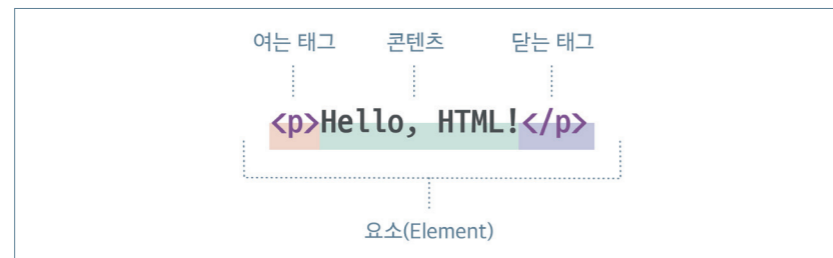 여는 태그 콘텐츠 닫는 태그
<p>Hello, HTML!</p>
요소(Element)